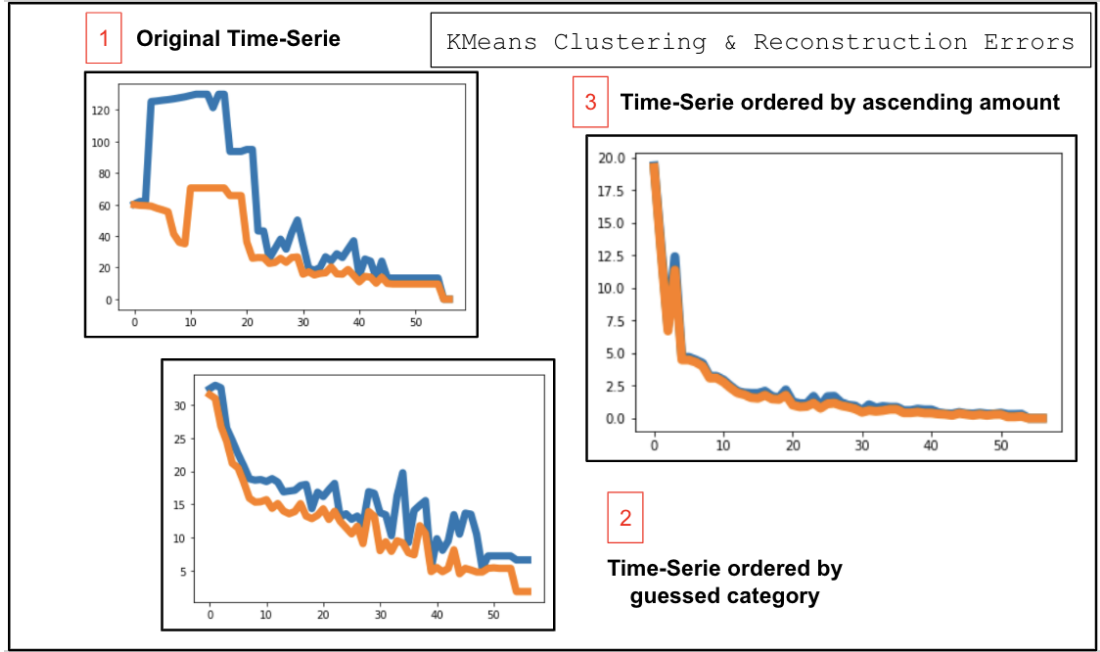 1 Original Time-Serie
KMeans Clustering & Reconstruction Errors
120
100
80
60
40
20
0
0 10 20 30 40 50
3 Time-Serie ordered by ascending amount
20.0
17.5
15.0
12.5
10.0
7.5
5.0
2.5
0.0
0 10 20 30 40 50
30
25
20
15
10
5
0 10 20 30 40 50
2
Time-Serie ordered by
guessed category